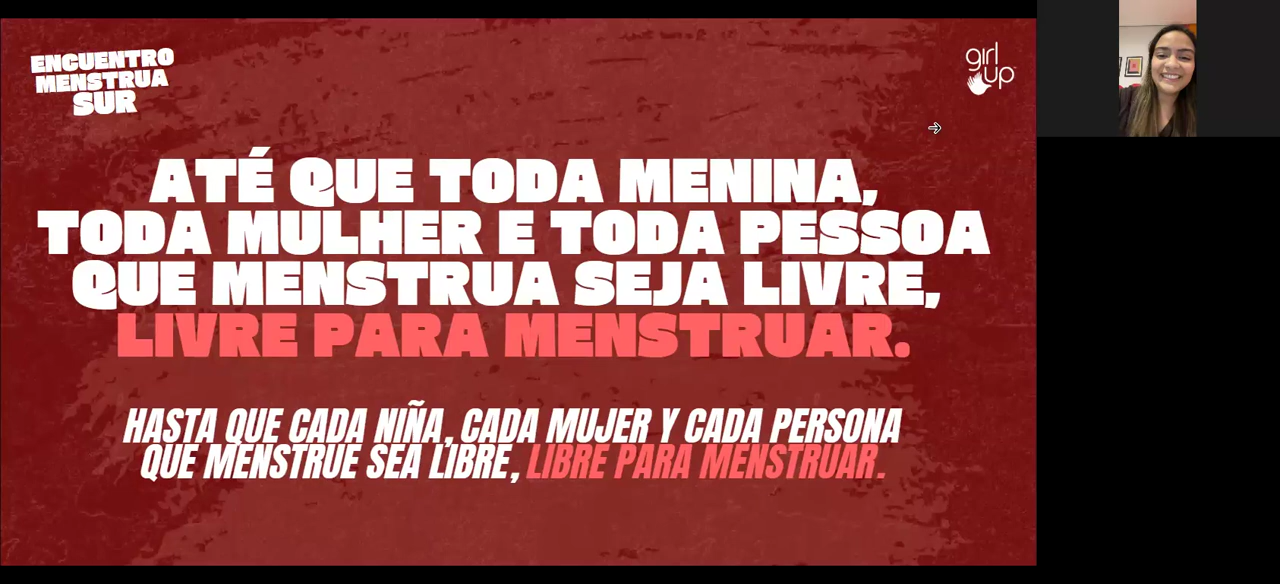 ENCUENTRO
MENSTRUA
SUR
girl
up
ATÉ QUE TODA MENINA,
TODA MULHER E TODA PESSOA
QUE MENSTRUA SEJA LIVRE,
LIVRE PARA MENSTRUAR.
HASTA QUE CADA NIÑA, CADA MUJER Y CADA PERSONA
QUE MENSTRUE SEA LIBRE, LIBRE PARA MENSTRUAR.